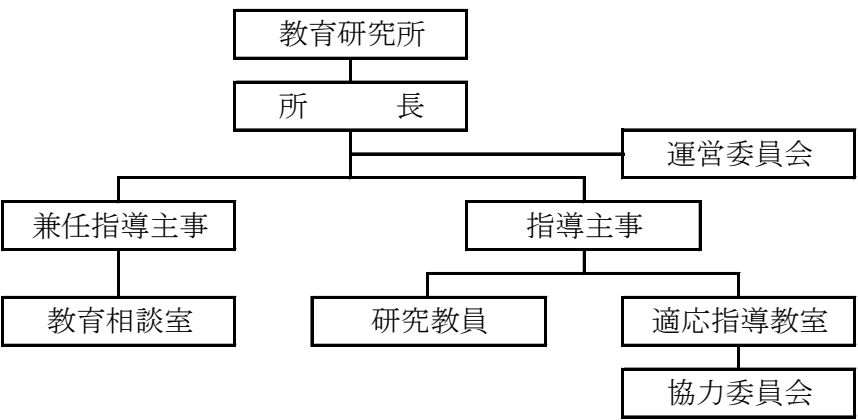 教育研究所
所　　　長
運営委員会
兼任指導主事
指導主事
教育相談室
研究教員
適応指導教室
協力委員会